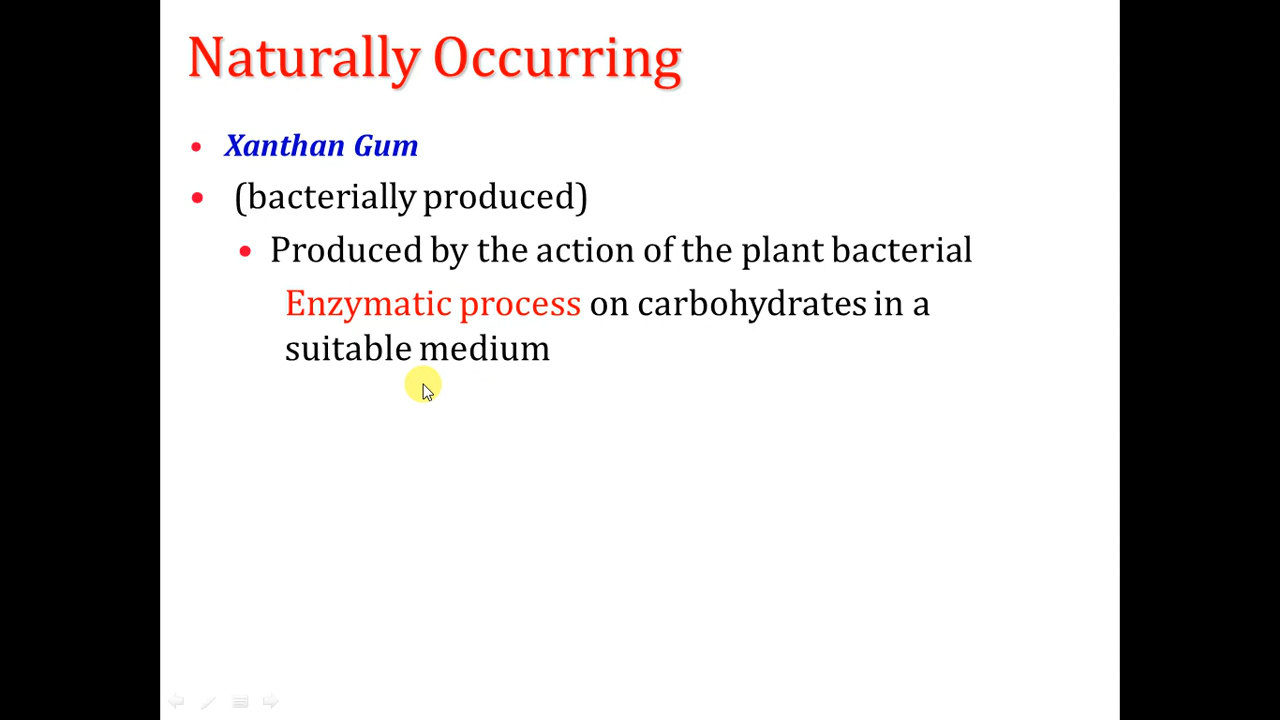 Naturally Occurring
• Xanthan Gum
• (bacterially produced)
• Produced by the action of the plant bacterial
Enzymatic process on carbohydrates in a
suitable medium